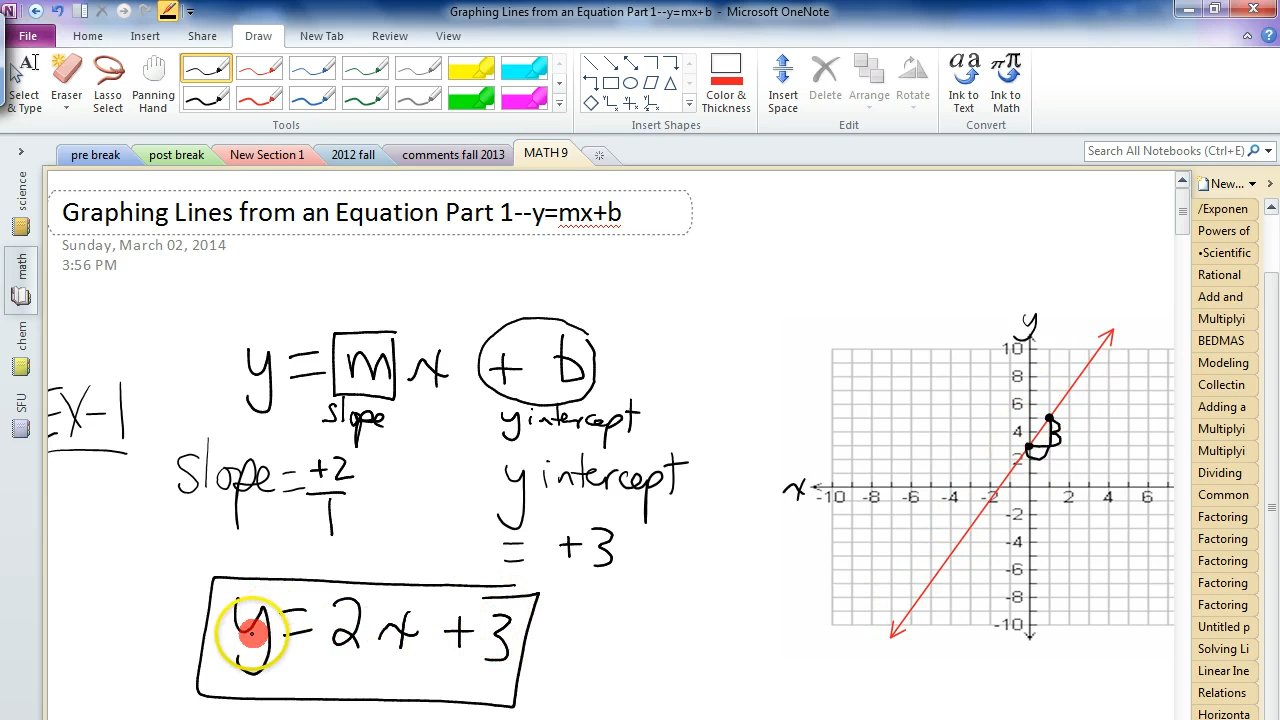 Graphing Lines from an Equation Part 1--y=mx+b - Microsoft OneNote
File Home Insert Share Draw New Tab Review View
Select & Type
Eraser
Lasso Select
Panning Hand
Color & Thickness
Insert Space
Delete
Arrange
Rotate
Ink to Text
Ink to Math
Tools Insert Shapes Edit Convert
pre break post break New Section 1 2012 fall comments fall 2013 MATH 9
Search All Notebooks (Ctrl+E)
science
math
chem
SFU
Graphing Lines from an Equation Part 1--y=mx+b
Sunday, March 02, 2014
3:56 PM
y = m x + b
slope y intercept
EX-1
slope = +2/1
y intercept
= +3
y = 2x + 3
y
10
8
6
4
2
x -10 -8 -6 -4 -2 2 4 6
-2
-4
-6
-8
-10
New...
/Exponen
Powers of
•Scientific
Rational
Add and
Multiplyi
BEDMAS
Modeling
Collectin
Adding a
Multiplyi
Dividing
Common
Factoring
Factoring
Factoring
Factoring
Factoring
Untitled p
Solving Li
Linear Ine
Relations
Horizonta